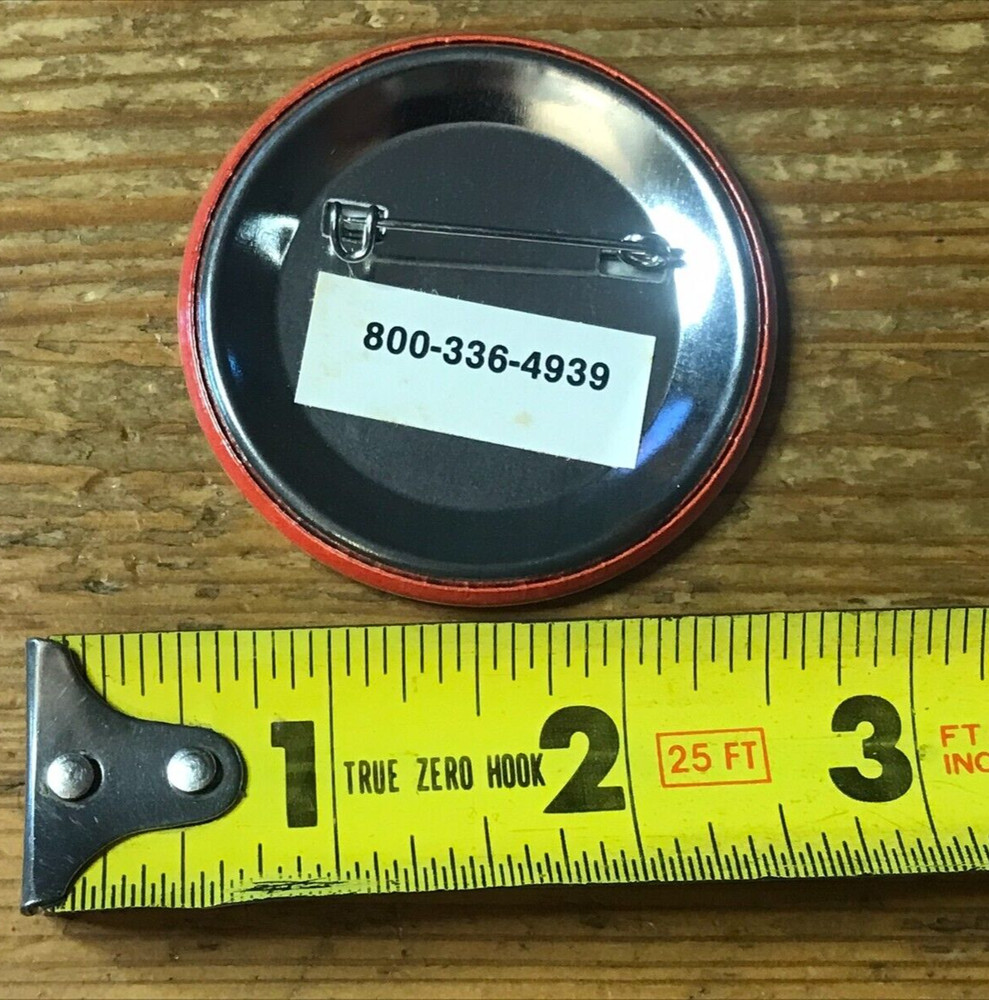 800-336-4939
1 TRUE ZERO HOOK 2 25 FT 3 FT
INC